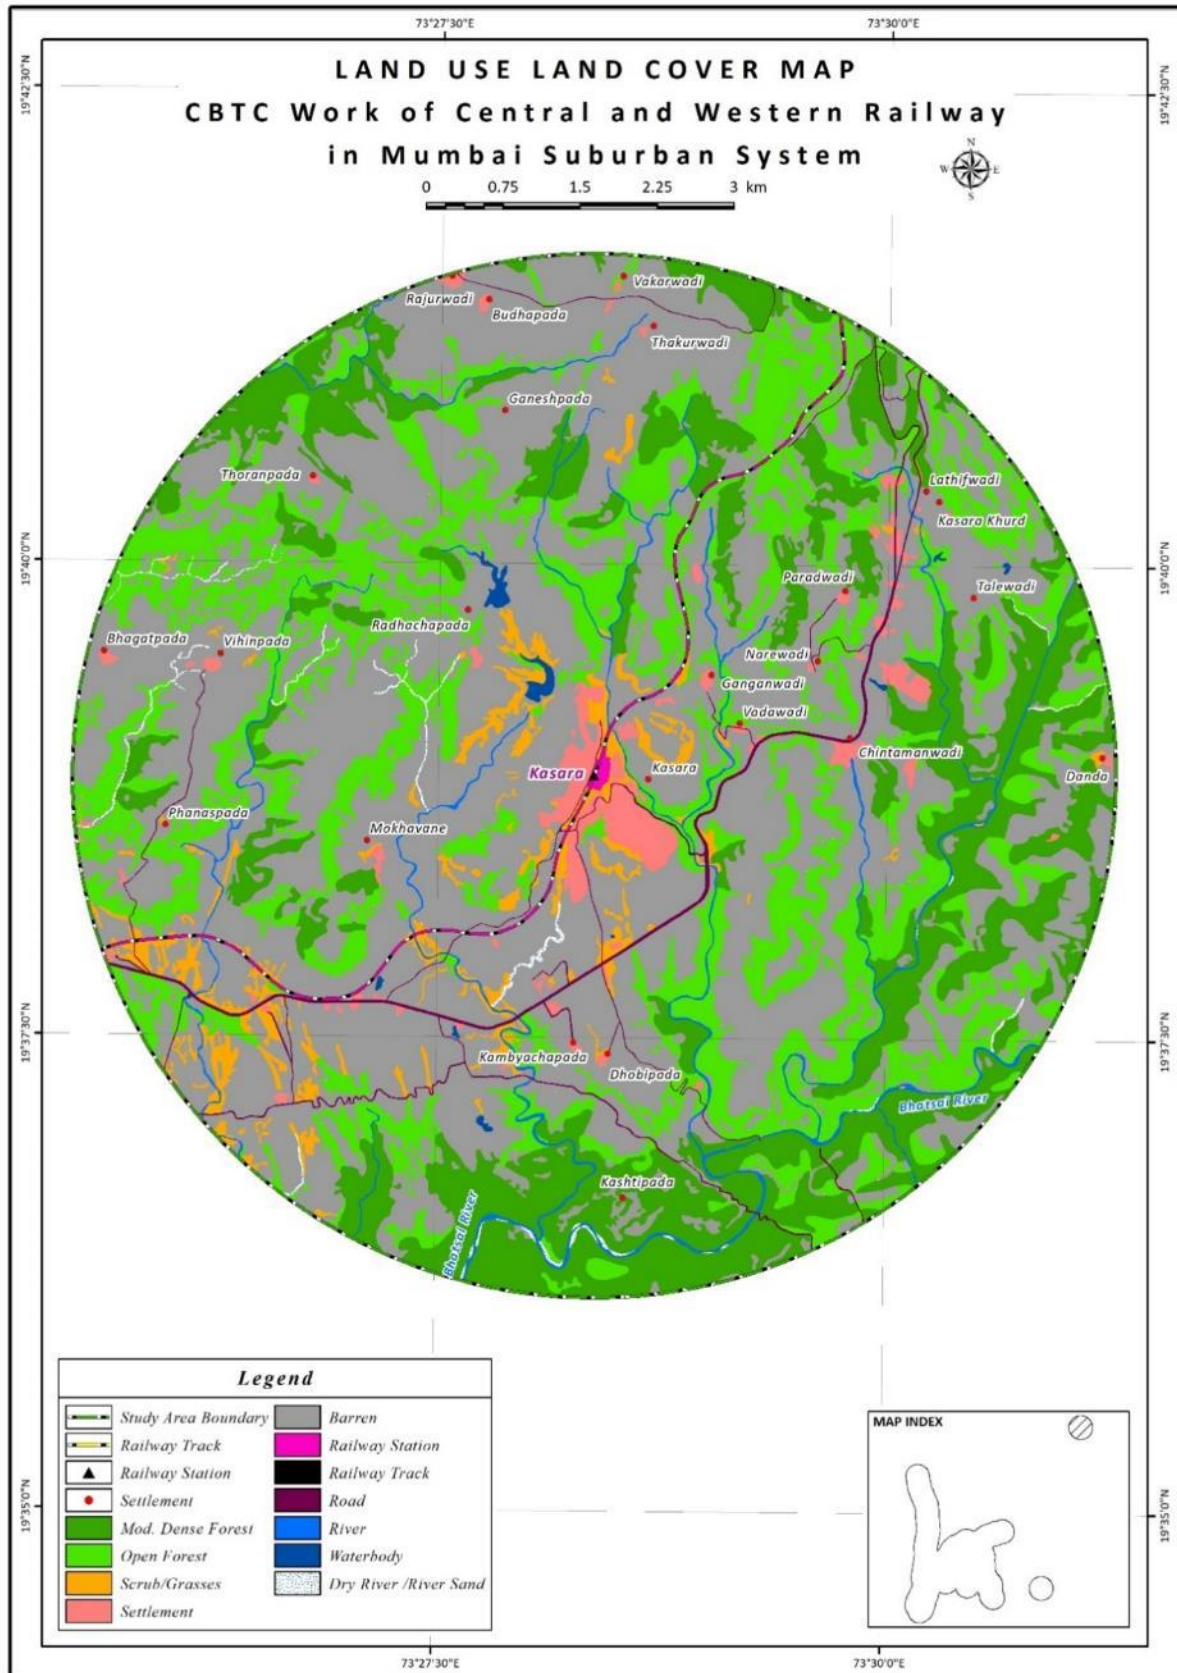 73°27'30"E
73°30'0"E
19°42'30"N
19°42'30"N
LAND USE LAND COVER MAP
CBTC Work of Central and Western Railway
in Mumbai Suburban System
N
W E
S
0 0.75 1.5 2.25 3 km
Vakarwadi
Rajurwadi
Budhapada
Thakurwadi
Ganeshpada
Thoranpada
Lathifwadi
Kasara Khurd
19°40'0"N
19°40'0"N
Paradwadi
Talewadi
Radhachapada
Bhagatpada
Vihinpada
Narewadi
Ganganwadi
Vadawadi
Chintamanwadi
Kasara
Kasara
Danda
Phanaspada
Mokhavane
19°37'30"N
19°37'30"N
Kambyachapada
Dhobipada
Bhatsai River
Kashtipada
Bhatsai River
Legend
Study Area Boundary
Railway Track
Railway Station
Settlement
Mod. Dense Forest
Open Forest
Scrub/Grasses
Settlement
Barren
Railway Station
Railway Track
Road
River
Waterbody
Dry River /River Sand
MAP INDEX
19°35'0"N
19°35'0"N
73°27'30"E
73°30'0"E